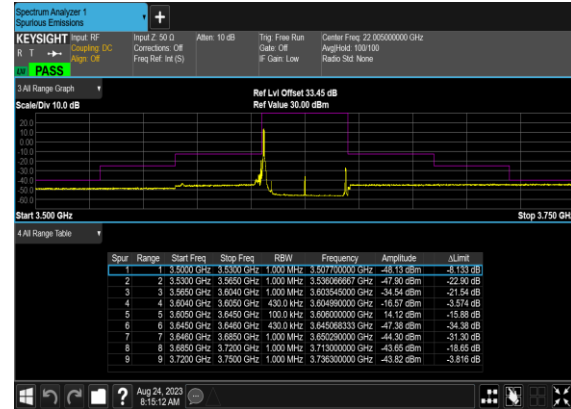 Spectrum Analyzer 1
Spurious Emissions
+
KEYSIGHT Input: RF Input Z: 50 Ω Atten: 10 dB Trig: Free Run Center Freq: 22.005000000 GHz
R T Coupling: DC Corrections: Off Gate: Off Avg|Hold: 100/100
Align: Off Freq Ref: Int (S) IF Gain: Low Radio Std: None
PASS
3 All Range Graph
Ref Lvl Offset 33.45 dB
Scale/Div 10.0 dB Ref Value 30.00 dBm
20.0
10.0
0.00
-10.0
-20.0
-30.0
-40.0
-50.0
-60.0
Start 3.500 GHz Stop 3.750 GH
4 All Range Table
Spur Range Start Freq Stop Freq RBW Frequency Amplitude ΔLimit
1 1 3.5000 GHz 3.5300 GHz 1.000 MHz 3.507700000 GHz -48.13 dBm -8.133 dB
2 2 3.5300 GHz 3.5650 GHz 1.000 MHz 3.536066667 GHz -47.90 dBm -22.90 dB
3 3 3.5650 GHz 3.6040 GHz 1.000 MHz 3.603545000 GHz -34.54 dBm -21.54 dB
4 4 3.6040 GHz 3.6050 GHz 430.0 kHz 3.604990000 GHz -16.57 dBm -3.574 dB
5 5 3.6050 GHz 3.6450 GHz 100.0 kHz 3.606000000 GHz 14.12 dBm -15.88 dB
6 6 3.6450 GHz 3.6460 GHz 430.0 kHz 3.645068333 GHz -47.38 dBm -34.38 dB
7 7 3.6460 GHz 3.6850 GHz 1.000 MHz 3.650290000 GHz -44.30 dBm -31.30 dB
8 8 3.6850 GHz 3.7200 GHz 1.000 MHz 3.713000000 GHz -43.65 dBm -18.65 dB
9 9 3.7200 GHz 3.7500 GHz 1.000 MHz 3.736300000 GHz -43.82 dBm -3.816 dB
? Aug 24, 2023
8:15:12 AM